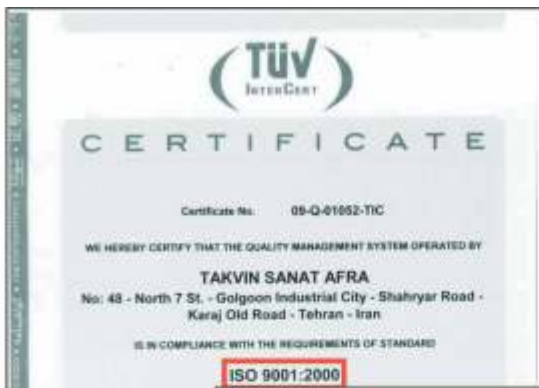 TÜV
INTERCERT
CERTIFICATE
Certificate No. 09-Q-01052-TIC
WE HEREBY CERTIFY THAT THE QUALITY MANAGEMENT SYSTEM OPERATED BY
TAKVIN SANAT AFRA
No: 48 - North 7 St. - Golgoon Industrial City - Shahryar Road -
Karaj Old Road - Tehran - Iran
IS IN COMPLIANCE WITH THE REQUIREMENTS OF STANDARD
ISO 9001:2000